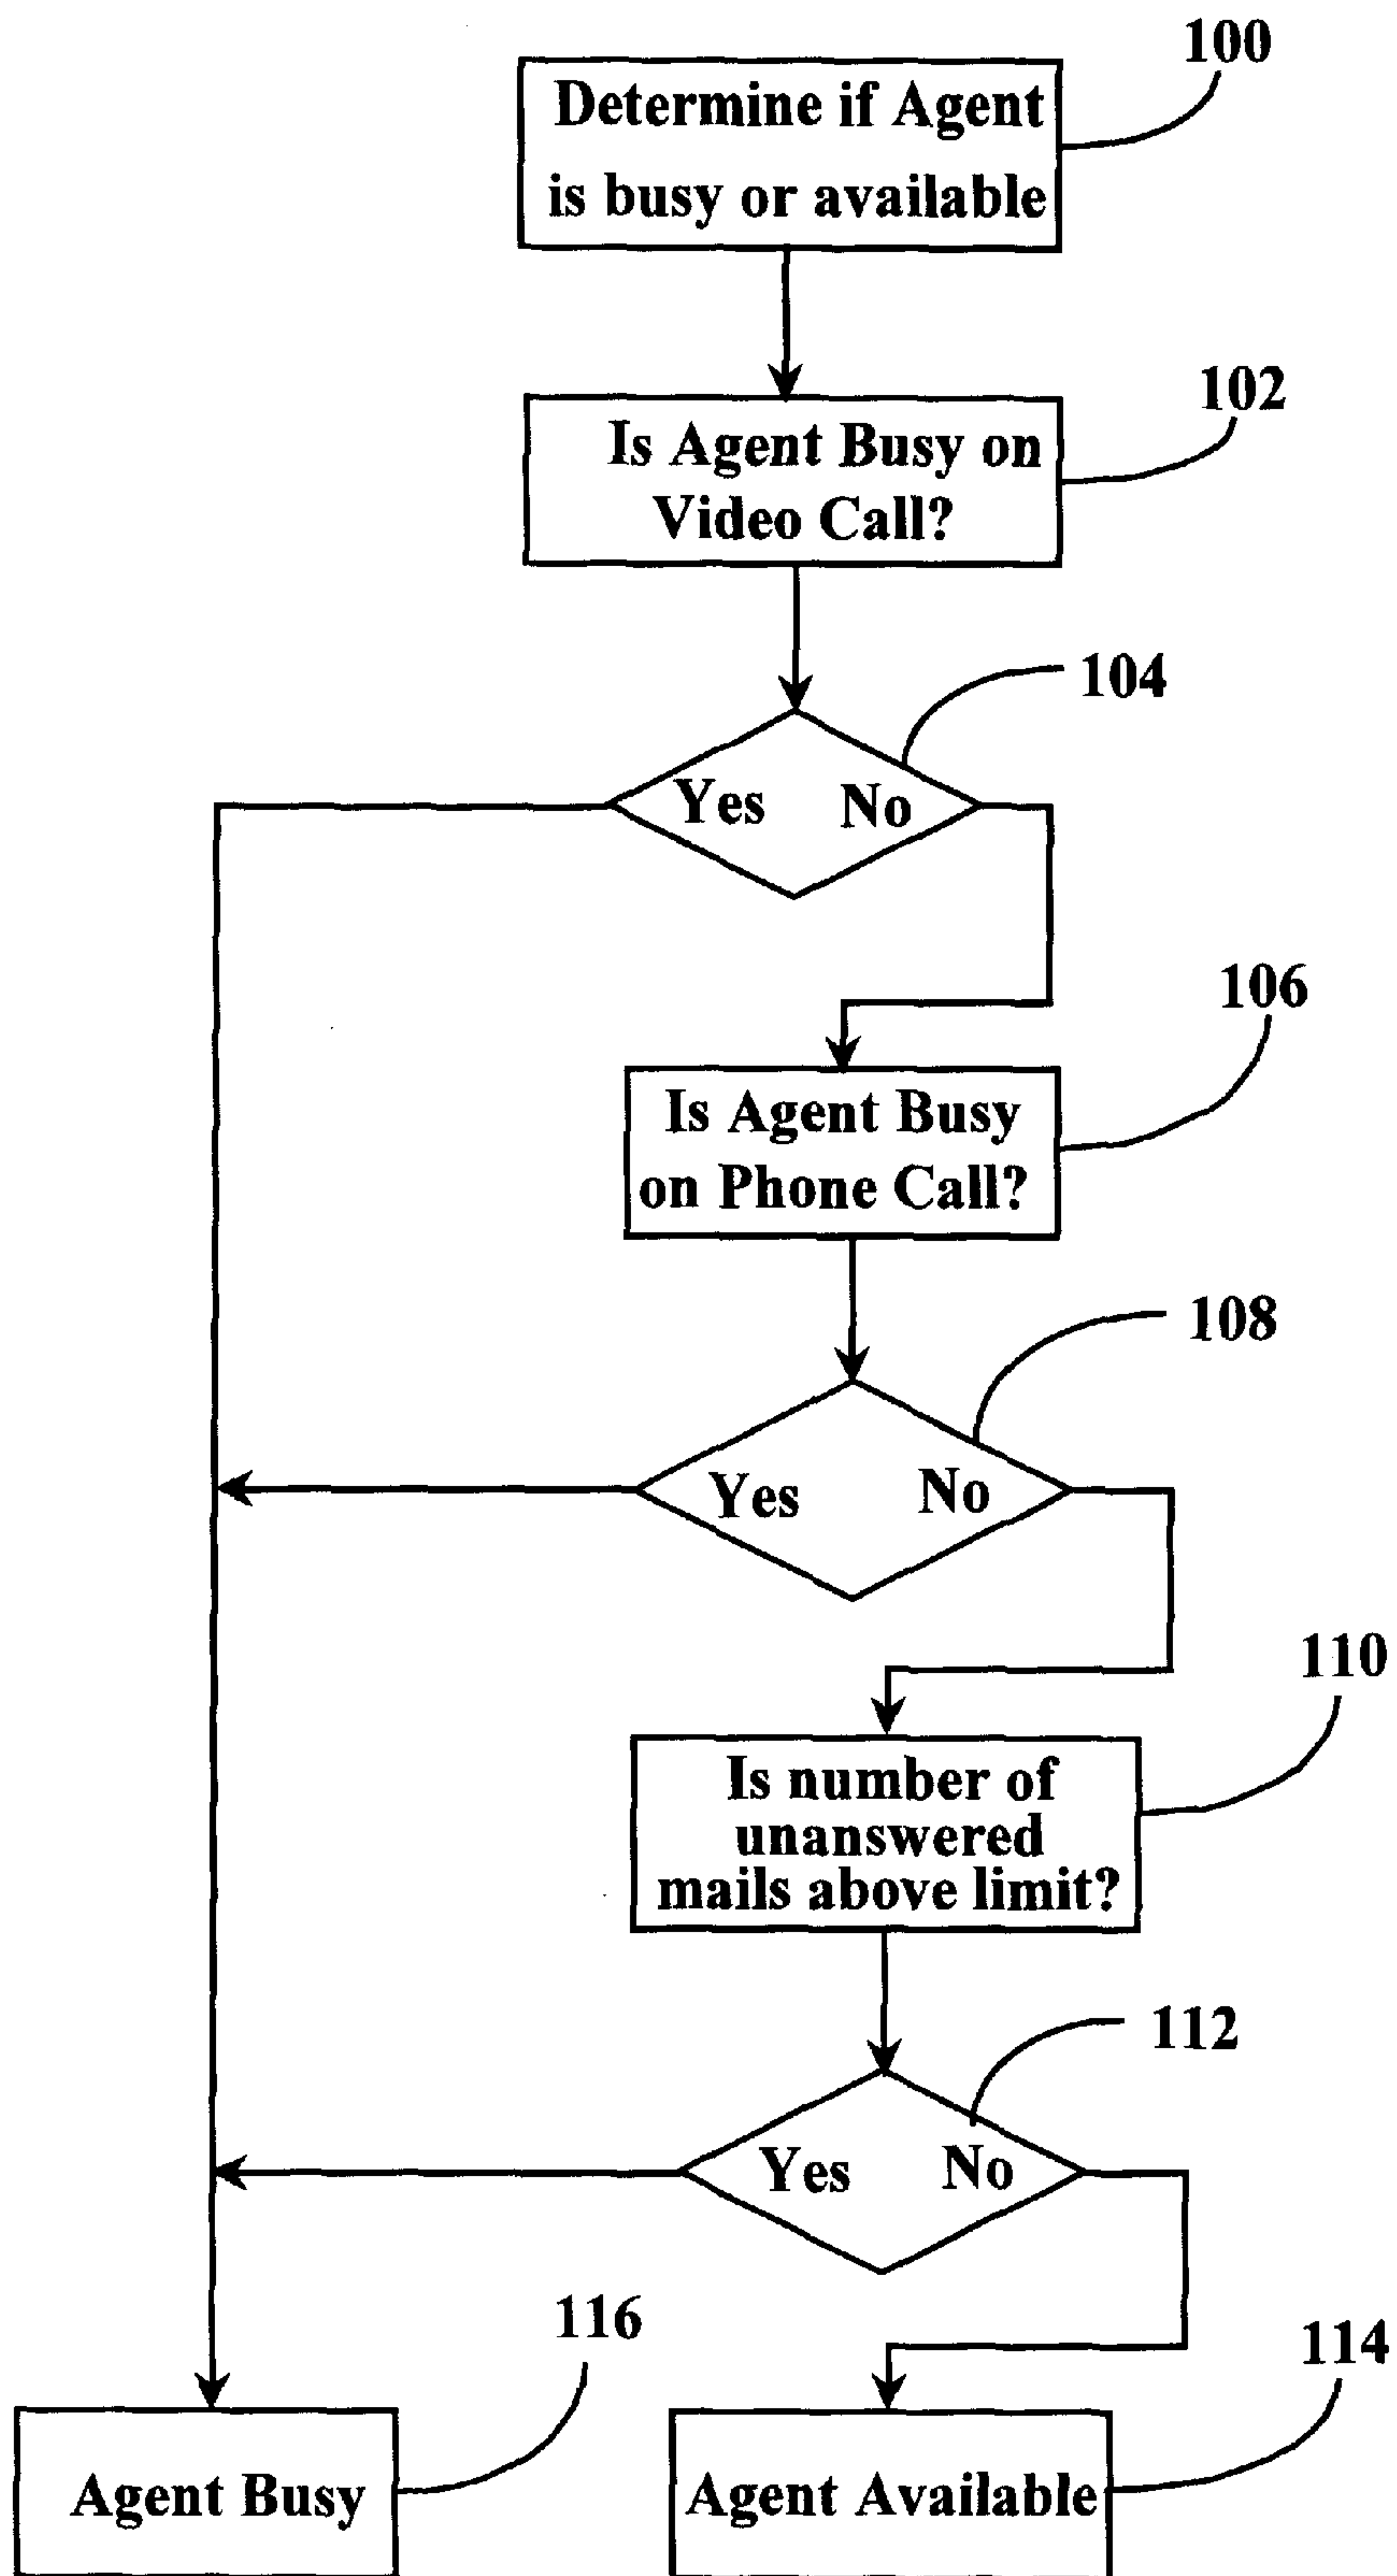 100
Determine if Agent
is busy or available
102
Is Agent Busy on
Video Call?
104
Yes No
106
Is Agent Busy
on Phone Call?
108
Yes No
110
Is number of
unanswered
mails above limit?
112
Yes No
116
114
Agent Busy
Agent Available